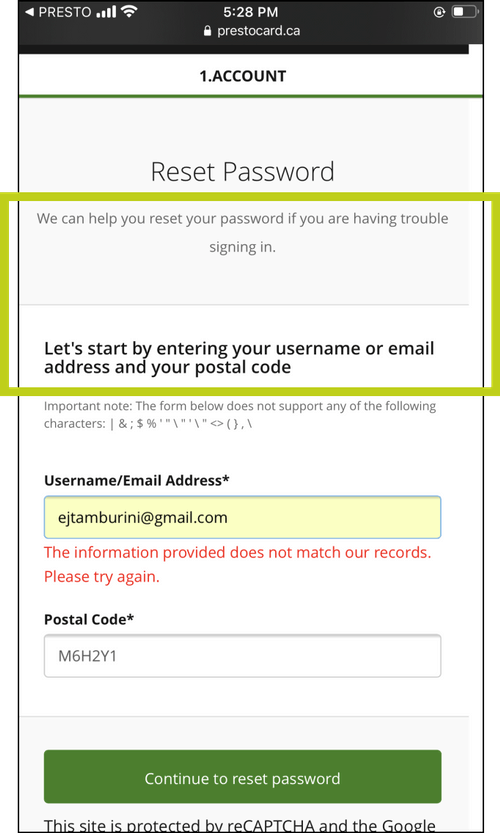 PRESTO 5:28 PM
prestocard.ca
1.ACCOUNT
Reset Password
We can help you reset your password if you are having trouble
signing in.
Let's start by entering your username or email
address and your postal code
Important note: The form below does not support any of the following
characters: | & ; $ % ' " \ " ' \ " <> ( } , \
Username/Email Address*
ejtamburini@gmail.com
The information provided does not match our records.
Please try again.
Postal Code*
M6H2Y1
Continue to reset password
This site is protected by reCAPTCHA and the Google